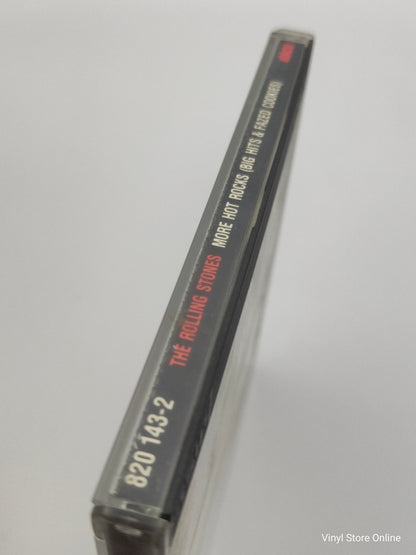 820 143-2 THE ROLLING STONES MORE HOT ROCKS (BIG HITS & FAZED COOKIES)
Vinyl Store Online